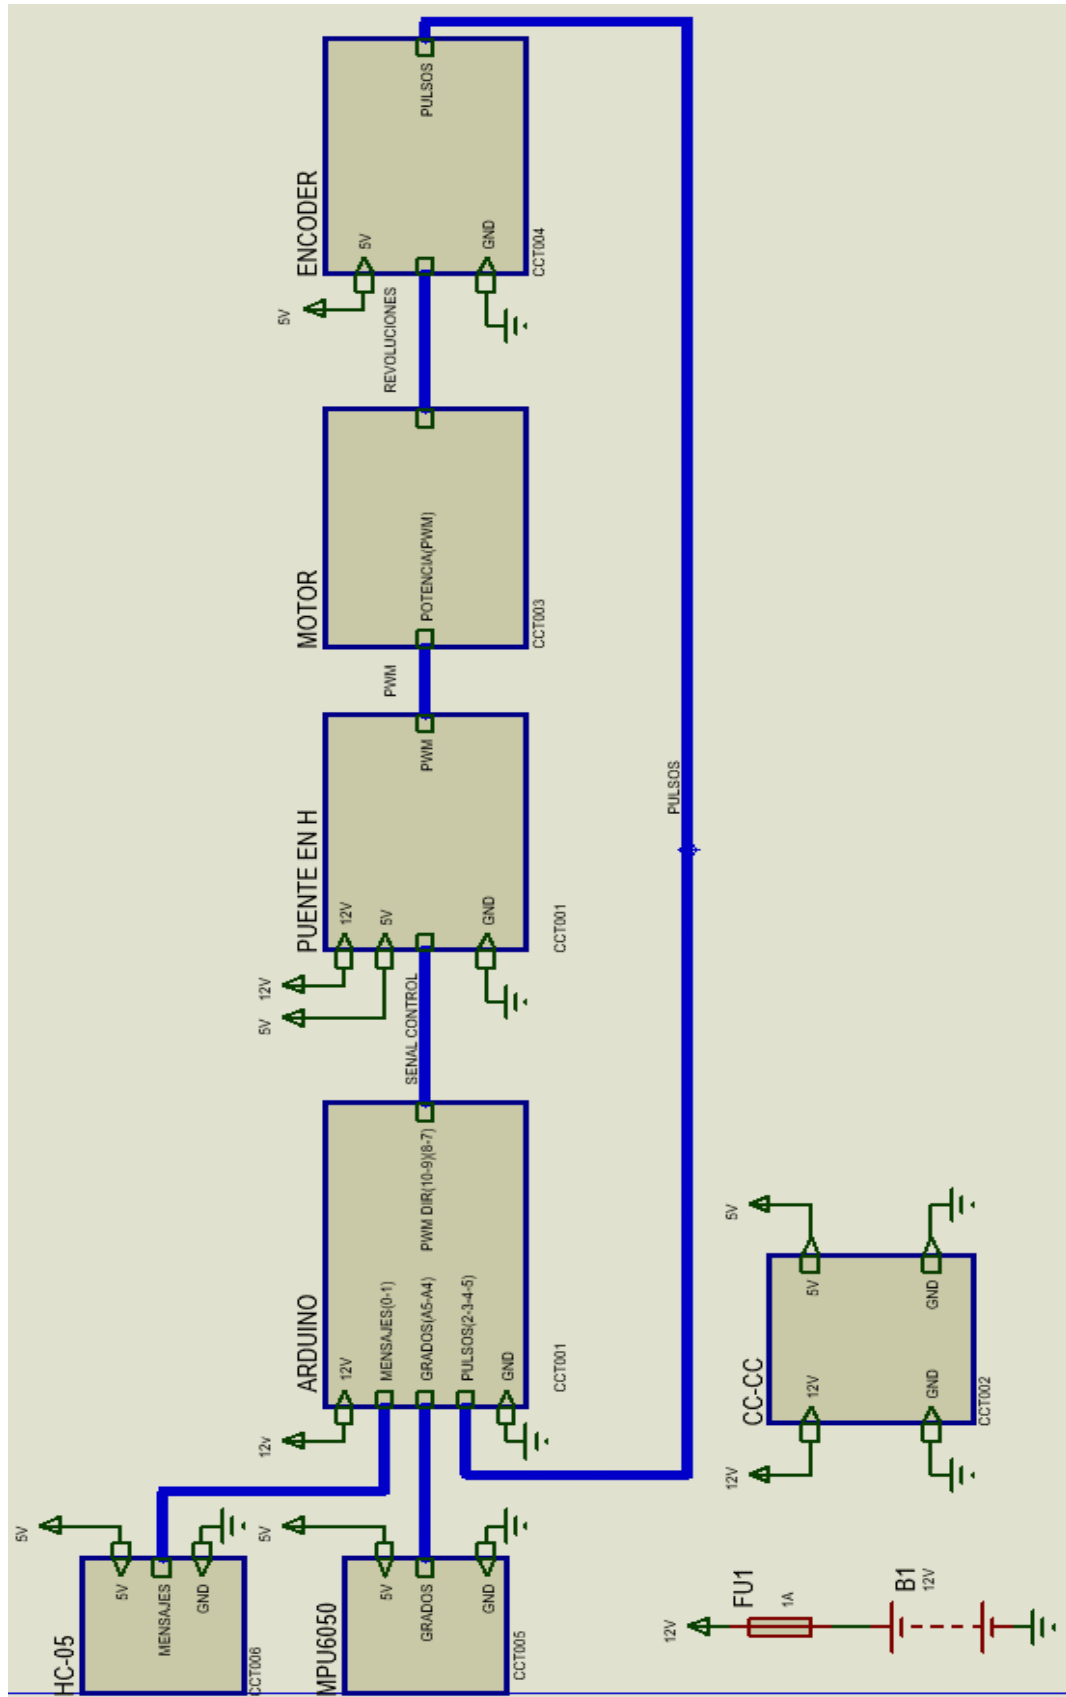 HC-05
5V
5V
MENSAJES
GND
CCT006
MPU6050
5V
5V
GRADOS
GND
CCT005
ARDUINO
12v
12V
MENSAJES(0-1)
GRADOS(A5-A4)
PULSOS(2-3-4-5)
GND
PWM DIR(10-9)(8-7)
CCT001
SENAL CONTROL
PUENTE EN H
12V
5V
12V
5V
GND
PWM
CCT001
PWM
MOTOR
POTENCIA(PWM)
CCT003
REVOLUCIONES
ENCODER
5V
5V
GND
PULSOS
CCT004
PULSOS
12V
FU1
1A
B1
12V
CC-CC
12V
12V
GND
5V
5V
GND
CCT002